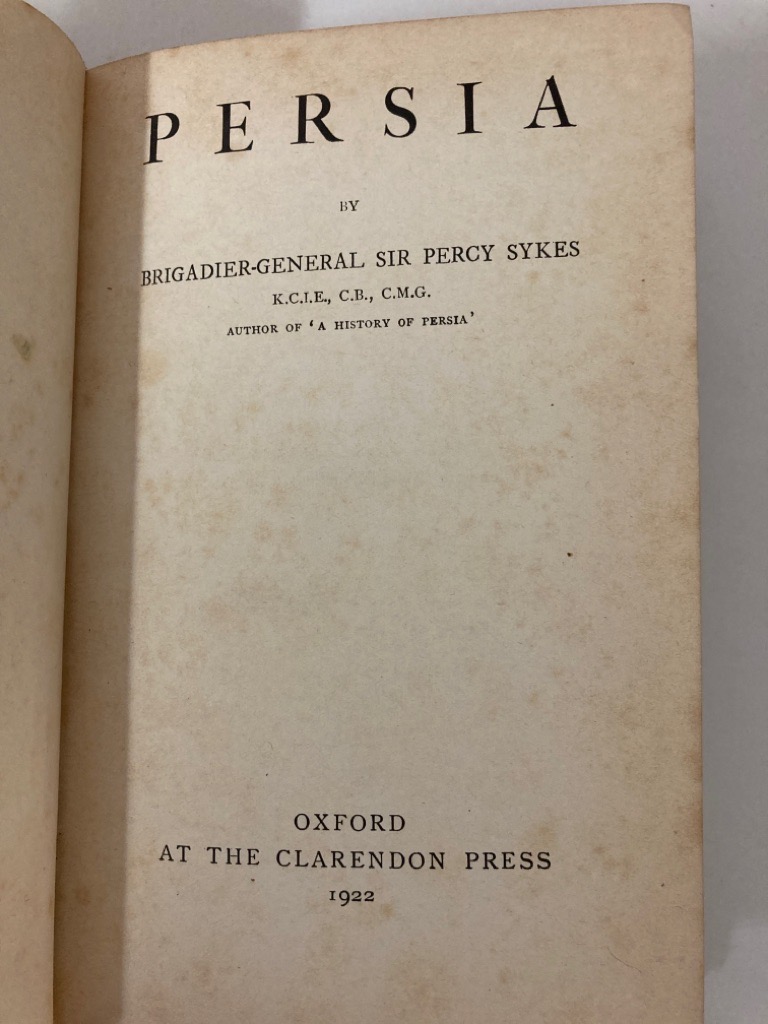 PERSIA
BY
BRIGADIER-GENERAL SIR PERCY SYKES
K.C.I.E., C.B., C.M.G.
AUTHOR OF ‘A HISTORY OF PERSIA’
OXFORD
AT THE CLARENDON PRESS
1922